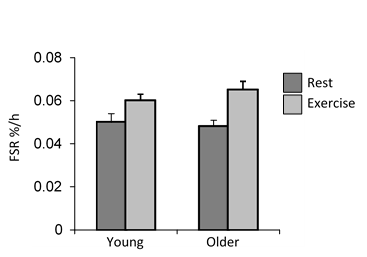 0.08
0.06
0.04
0.02
0
FSR %/h
Young
Older
Rest
Exercise